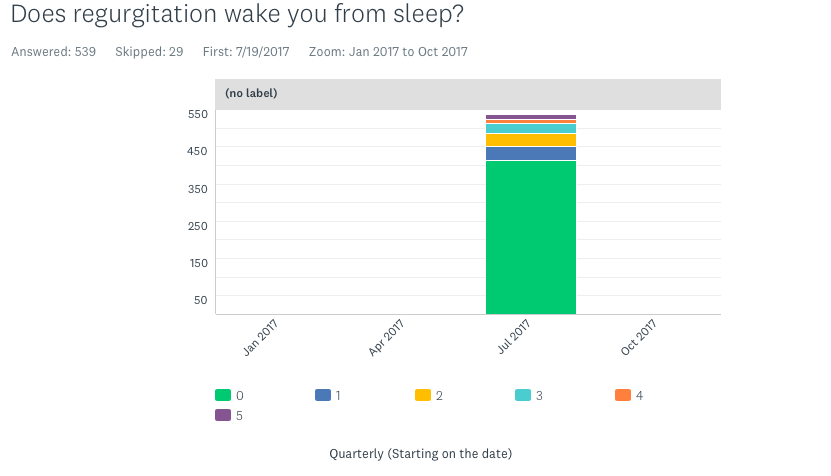 Does regurgitation wake you from sleep?
Answered: 539 Skipped: 29 First: 7/19/2017 Zoom: Jan 2017 to Oct 2017
(no label)
550
450
350
250
150
50
Jan 2017 Apr 2017 Jul 2017 Oct 2017
0 1 2 3 4
5
Quarterly (Starting on the date)